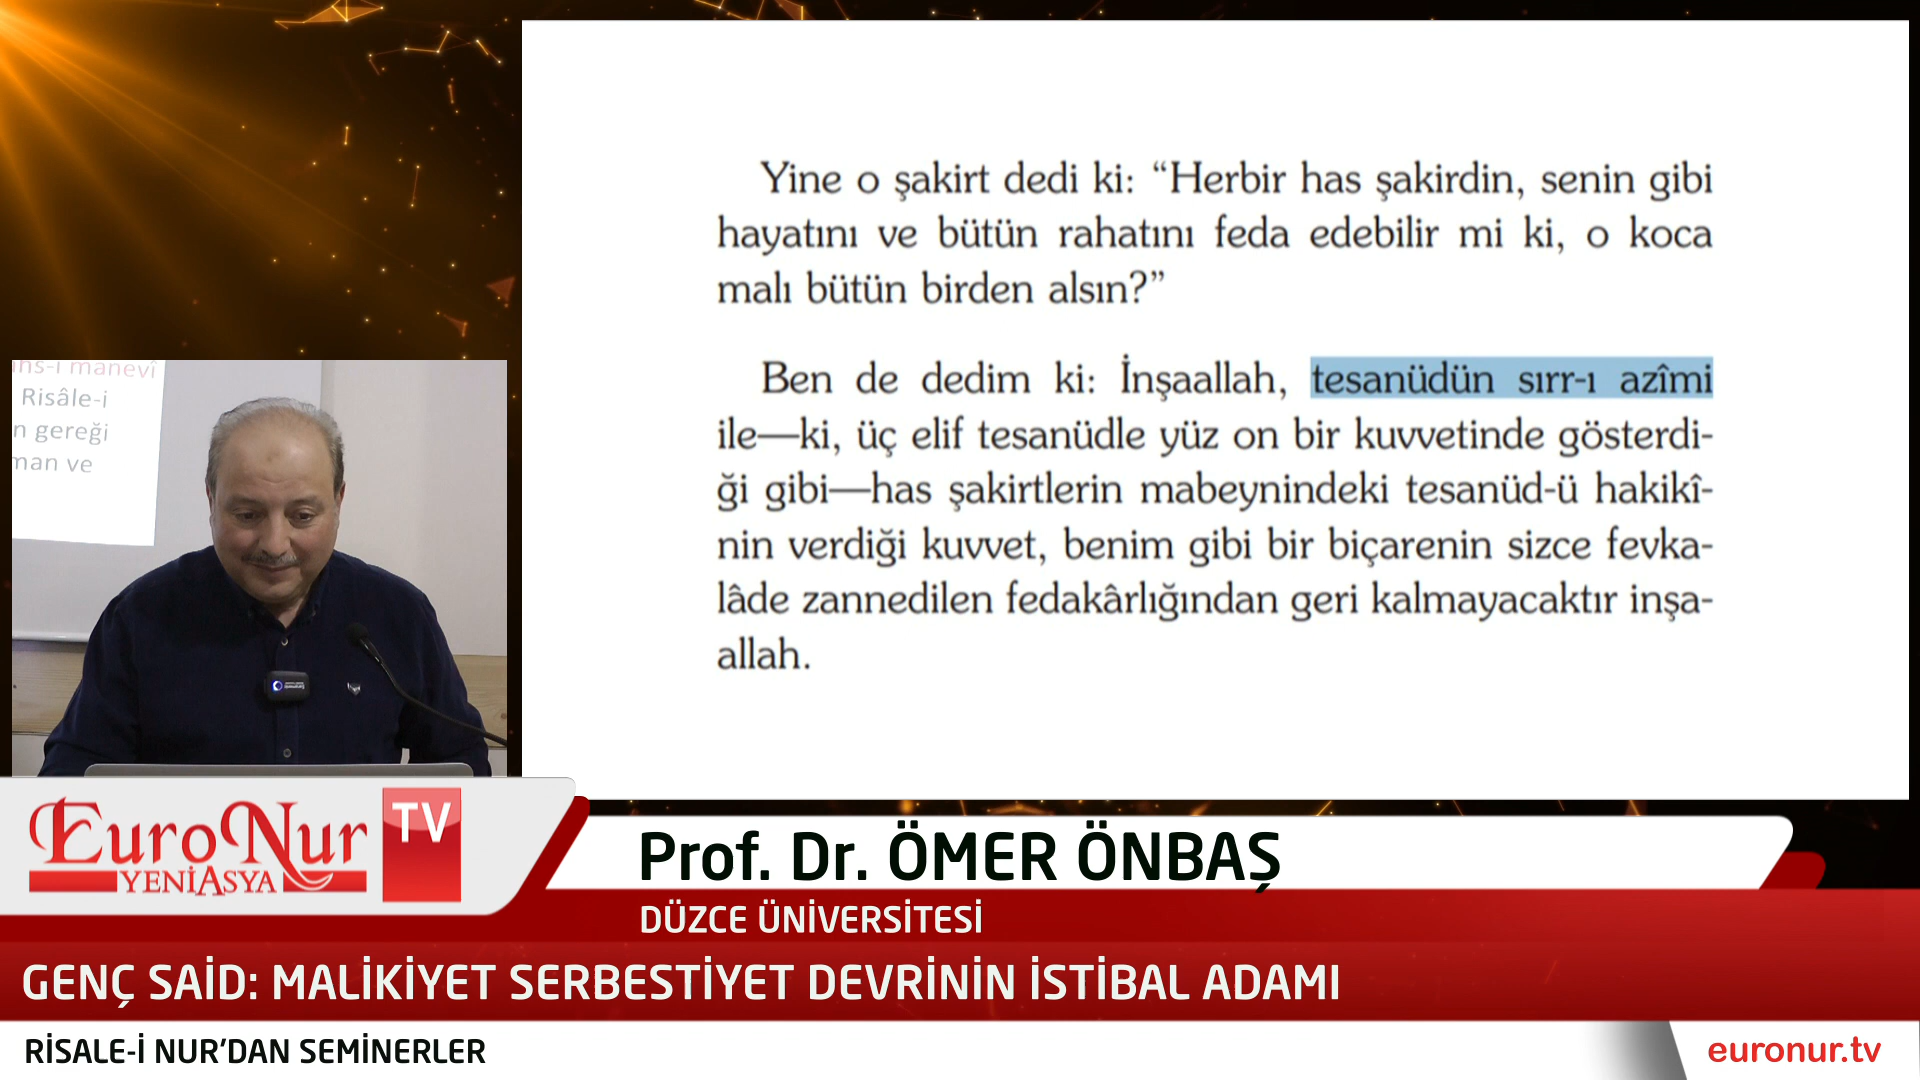 Yine o şakirt dedi ki: “Herbir has şakirdin, senin gibi
hayatını ve bütün rahatını feda edebilir mi ki, o koca
malı bütün birden alsın?”
Ben de dedim ki: İnşaallah, tesanüdün sırr-ı azîmi
ile—ki, üç elif tesanüdle yüz on bir kuvvetinde gösterdi-
ği gibi—has şakirtlerin mabeynindeki tesanüd-ü hakikî-
nin verdiği kuvvet, benim gibi bir biçarenin sizce fevka-
lâde zannedilen fedakârlığından geri kalmayacaktır inşa-
allah.
manevî
Risâle-i
gereği
ve
EURONUR TV
YENİASYA
Prof. Dr. ÖMER ÖNBAŞ
DÜZCE ÜNİVERSİTESİ
GENÇ SAİD: MALİKİYET SERBESTİYET DEVRİNİN İSTİBAL ADAMI
RİSALE-İ NUR’DAN SEMİNERLER
euronur.tv